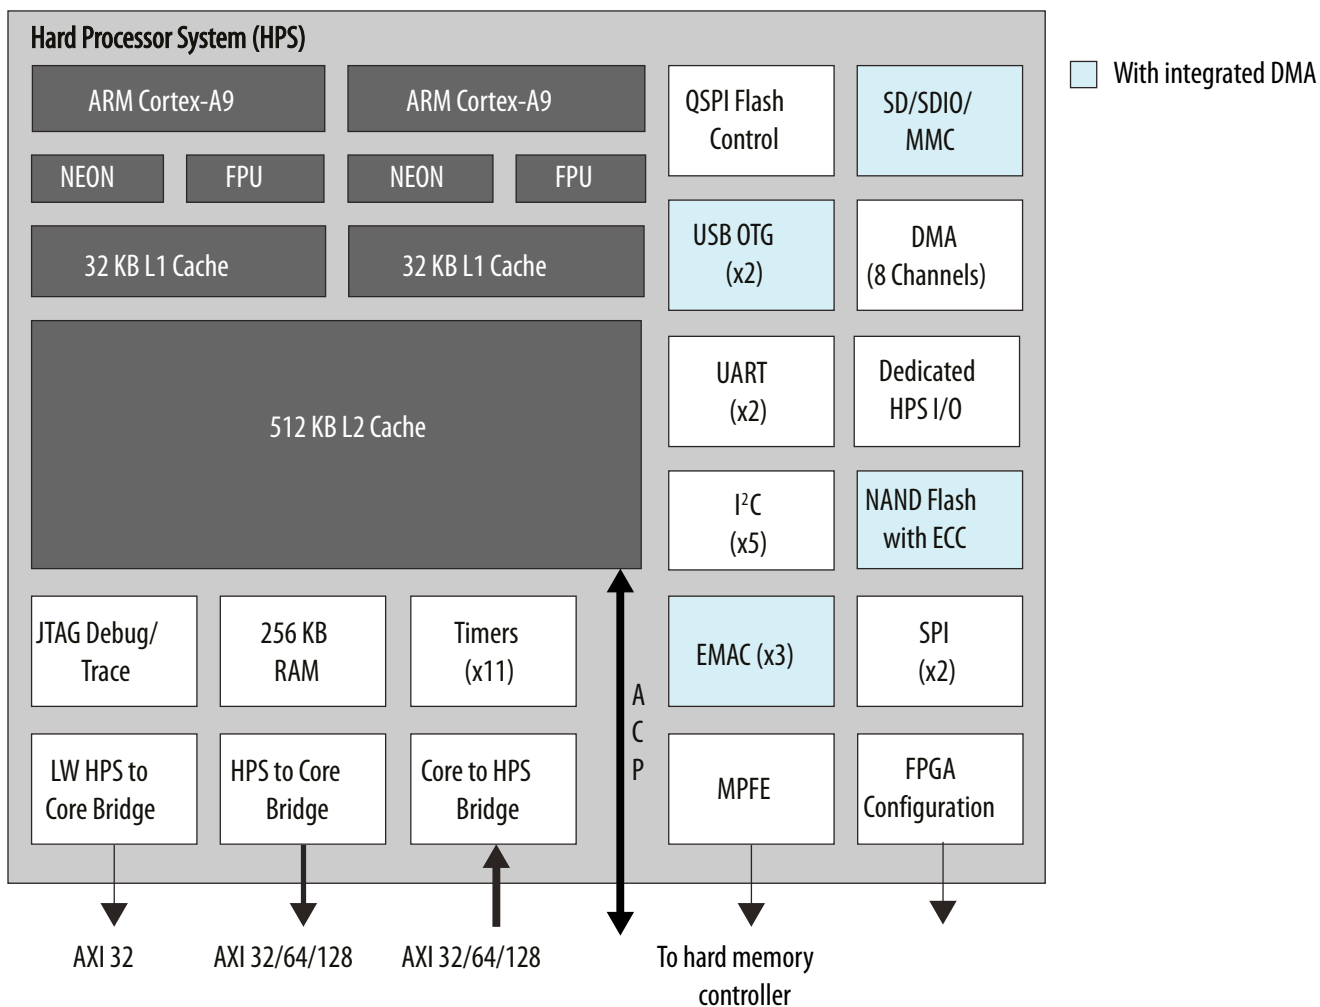 Hard Processor System (HPS)
With integrated DMA
ARM Cortex-A9
ARM Cortex-A9
NEON
FPU
NEON
FPU
32 KB L1 Cache
32 KB L1 Cache
512 KB L2 Cache
QSPI Flash
Control
SD/SDIO/
MMC
USB OTG
(x2)
DMA
(8 Channels)
UART
(x2)
Dedicated
HPS I/O
I²C
(x5)
NAND Flash
with ECC
JTAG Debug/
Trace
256 KB
RAM
Timers
(x11)
A
C
P
EMAC (x3)
SPI
(x2)
LW HPS to
Core Bridge
HPS to Core
Bridge
Core to HPS
Bridge
MPFE
FPGA
Configuration
AXI 32
AXI 32/64/128
AXI 32/64/128
To hard memory
controller